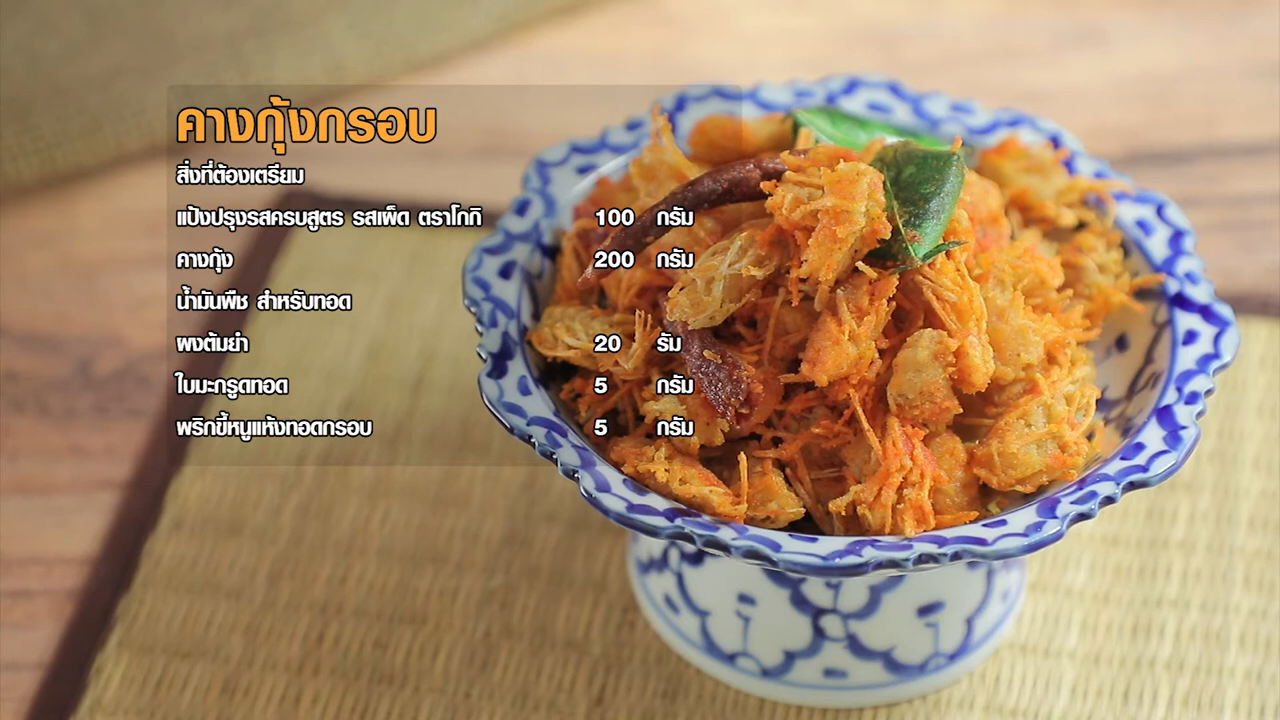 คางกุ้งกรอบ
สิ่งที่ต้องเตรียม
แป้งปรุงรสครบสูตร รสเผ็ด ตราโกกิ 100 กรัม
คางกุ้ง 200 กรัม
น้ำมันพืช สำหรับทอด
ผงต้มยำ 20 รัม
ใบมะกรูดทอด 5 กรัม
พริกขี้หนูแห้งทอดกรอบ 5 กรัม